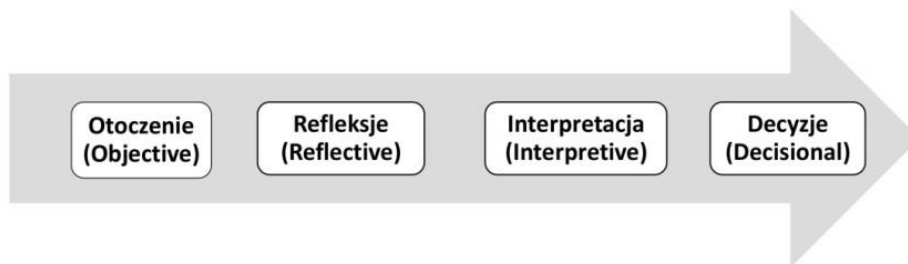 Otoczenie
(Objective)
Refleksje
(Reflective)
Interpretacja
(Interpretive)
Decyzje
(Decisional)